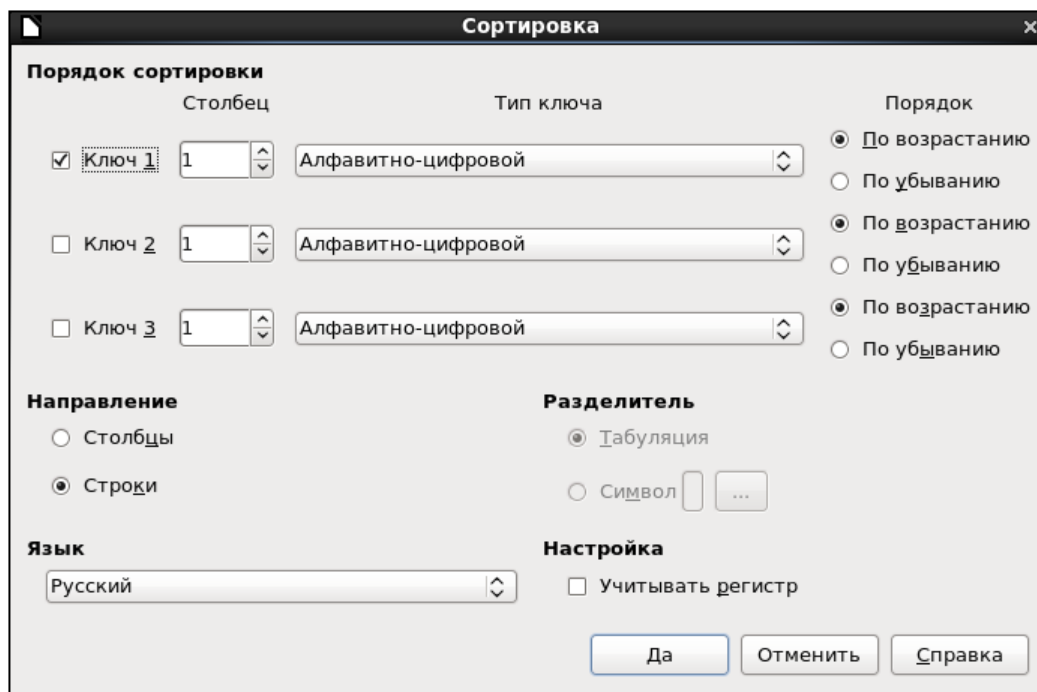 Сортировка
Порядок сортировки
Столбец Тип ключа Порядок
Ключ 1 1 Алфавитно-цифровой По возрастанию
По убыванию
Ключ 2 1 Алфавитно-цифровой По возрастанию
По убыванию
Ключ 3 1 Алфавитно-цифровой По возрастанию
По убыванию
Направление Разделитель
Столбцы Табуляция
Строки Символ ...
Язык Настройка
Русский Учитывать регистр
Да Отменить Справка